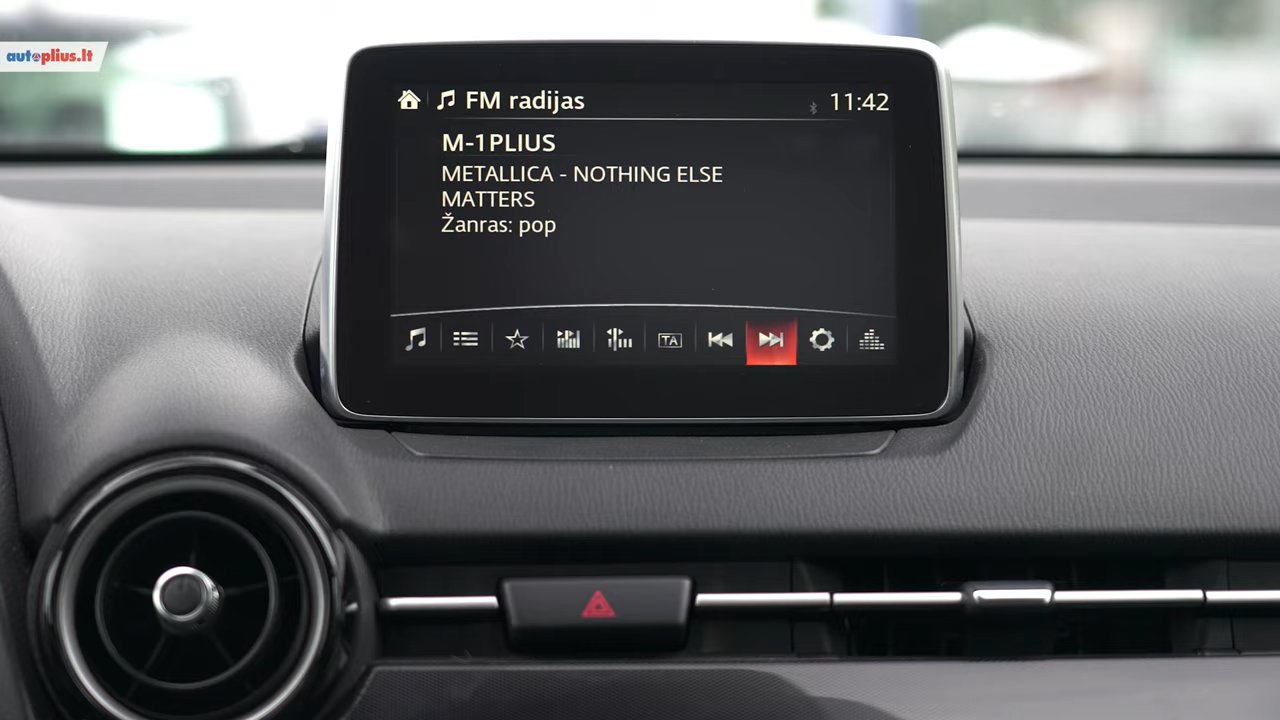 autoplius.lt
FM radijas
11:42
M-1PLIUS
METALLICA - NOTHING ELSE
MATTERS
Žanras: pop
TA